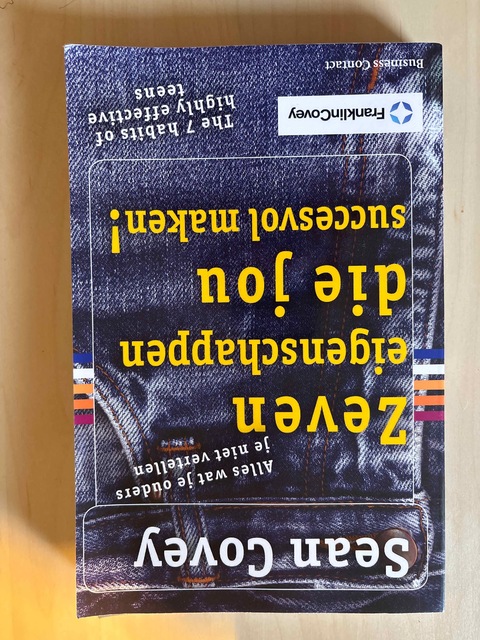 Sean Covey
Alles wat je ouders
je niet vertellen
Zeven
eigenschappen
die jou
succesvol maken!
FranklinCovey
The 7 habits of
highly effective
teens
Business Contact